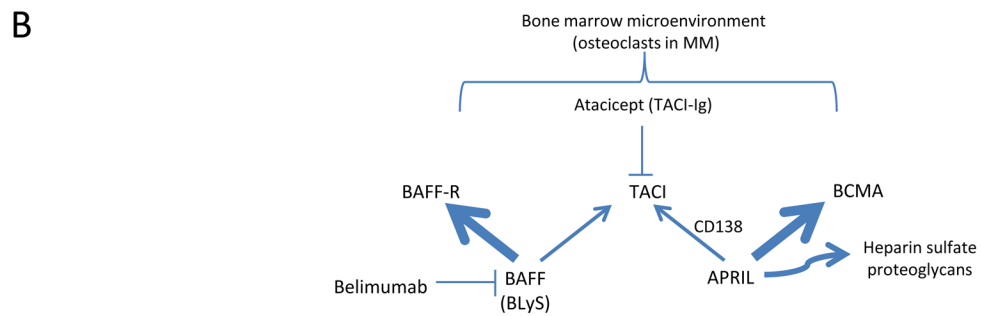 B
Bone marrow microenvironment
(osteoclasts in MM)
Atacicept (TACI-Ig)
BAFF-R
TACI
BCMA
CD138
Heparin sulfate
proteoglycans
Belimumab
BAFF
(BLyS)
APRIL